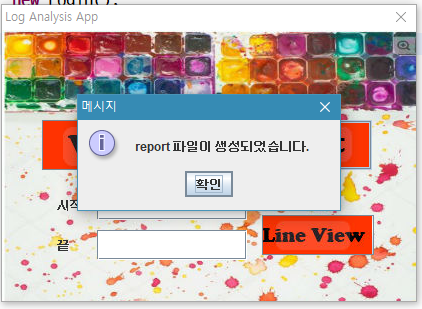 new Login();
Log Analysis App
메시지
report 파일이 생성되었습니다.
확인
시작
끝
Line View